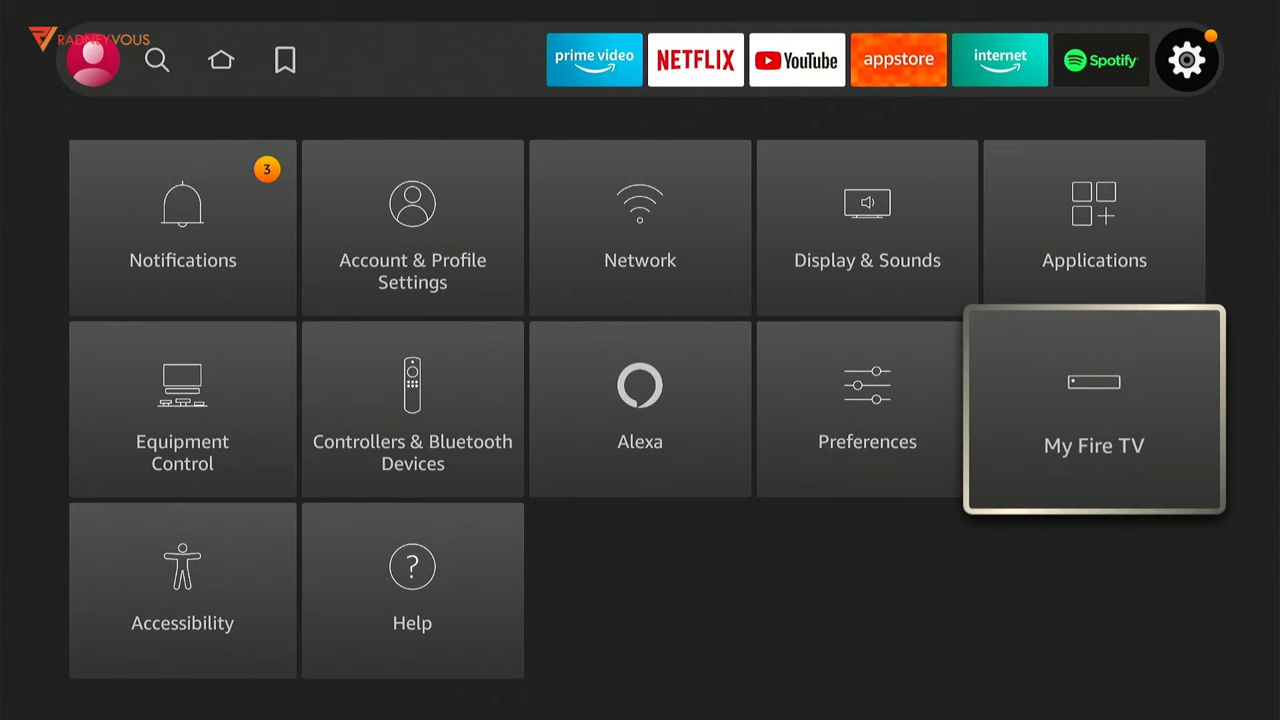 RADNEYVOUS
prime video
NETFLIX
YouTube
appstore
internet
Spotify
3
Notifications
Account & Profile
Settings
Network
Display & Sounds
Applications
Equipment
Control
Controllers & Bluetooth
Devices
Alexa
Preferences
My Fire TV
Accessibility
?
Help